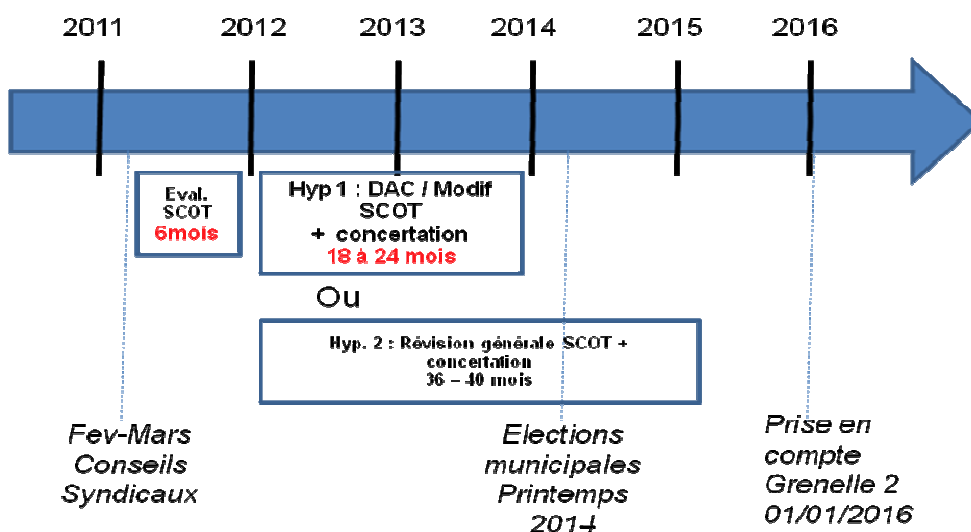 2011 2012 2013 2014 2015 2016
Eval.
SCOT
6mois
Hyp 1 : DAC / Modif
SCOT
+ concertation
18 à 24 mois
Ou
Hyp. 2 : Révision générale SCOT +
concertation
36 – 40 mois
Fev-Mars
Conseils
Syndicaux
Elections
municipales
Printemps
2014
Prise en
compte
Grenelle 2
01/01/2016